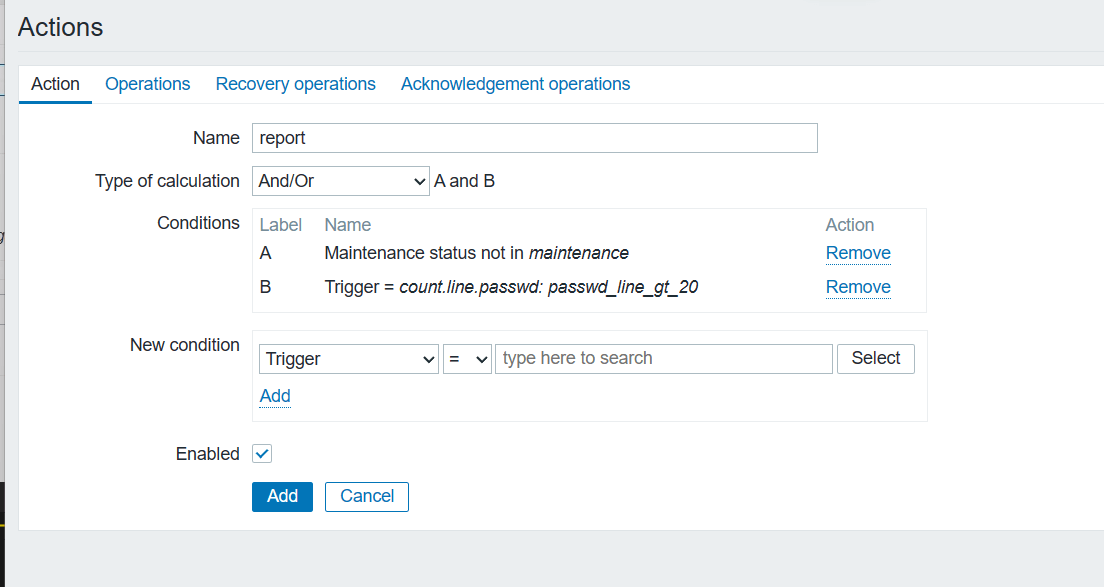 Actions
Action Operations Recovery operations Acknowledgement operations
Name report
Type of calculation And/Or A and B
Conditions Label Name Action
A Maintenance status not in maintenance Remove
B Trigger = count.line.passwd: passwd_line_gt_20 Remove
New condition Trigger = type here to search Select
Add
Enabled
Add Cancel